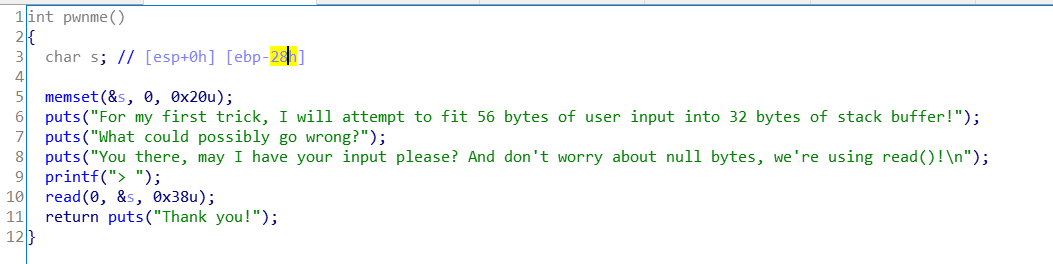 1 int pwnme()
2 {
3   char s; // [esp+0h] [ebp-28h]
4
5   memset(&s, 0, 0x20u);
6   puts("For my first trick, I will attempt to fit 56 bytes of user input into 32 bytes of stack buffer!");
7   puts("What could possibly go wrong?");
8   puts("You there, may I have your input please? And don't worry about null bytes, we're using read()!\n");
9   printf("> ");
10   read(0, &s, 0x38u);
11   return puts("Thank you!");
12 }